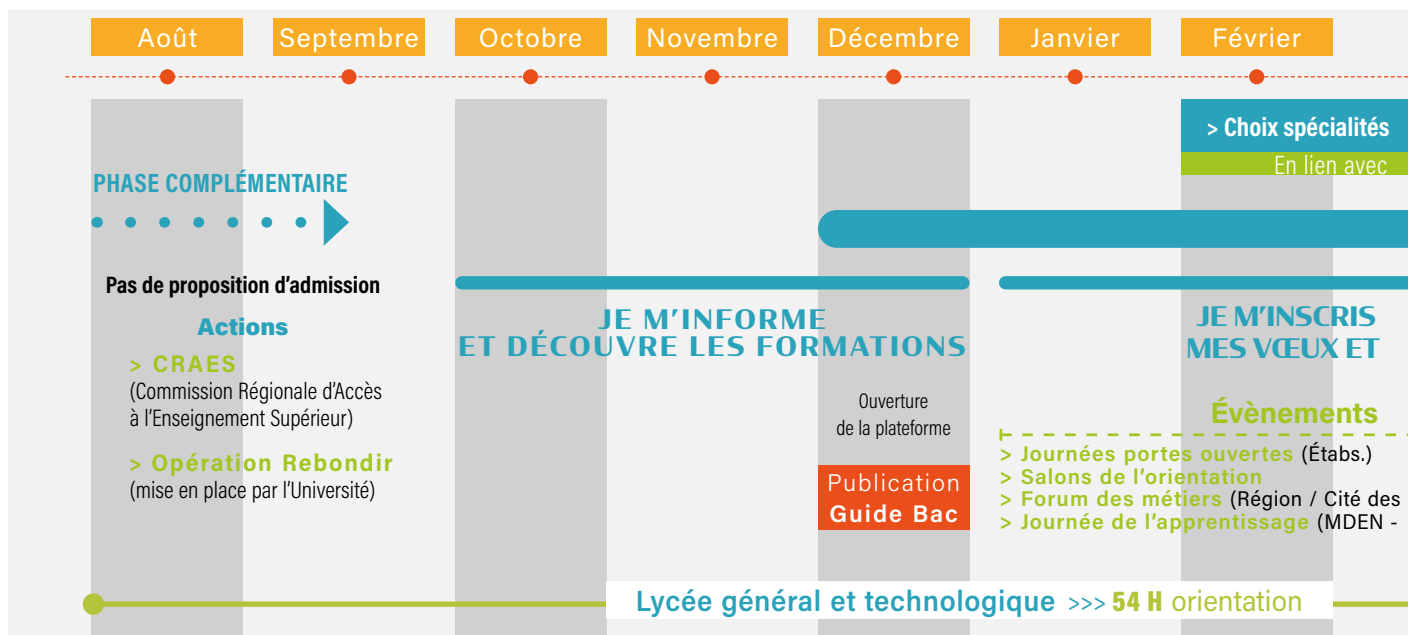 Août Septembre Octobre Novembre Décembre Janvier Février
> Choix spécialités
En lien avec
PHASE COMPLÉMENTAIRE
Pas de proposition d'admission
Actions
> CRAES
(Commission Régionale d'Accès
à l'Enseignement Supérieur)
> Opération Rebondir
(mise en place par l'Université)
JE M'INFORME
ET DÉCOUVRE LES FORMATIONS
Ouverture
de la plateforme
Publication
Guide Bac
JE M'INSCRIS
MES VŒUX ET
Évènements
> Journées portes ouvertes (Étabs.)
> Salons de l'orientation
> Forum des métiers (Région / Cité des
> Journée de l'apprentissage (MDEN -
Lycée général et technologique >>> 54 H orientation